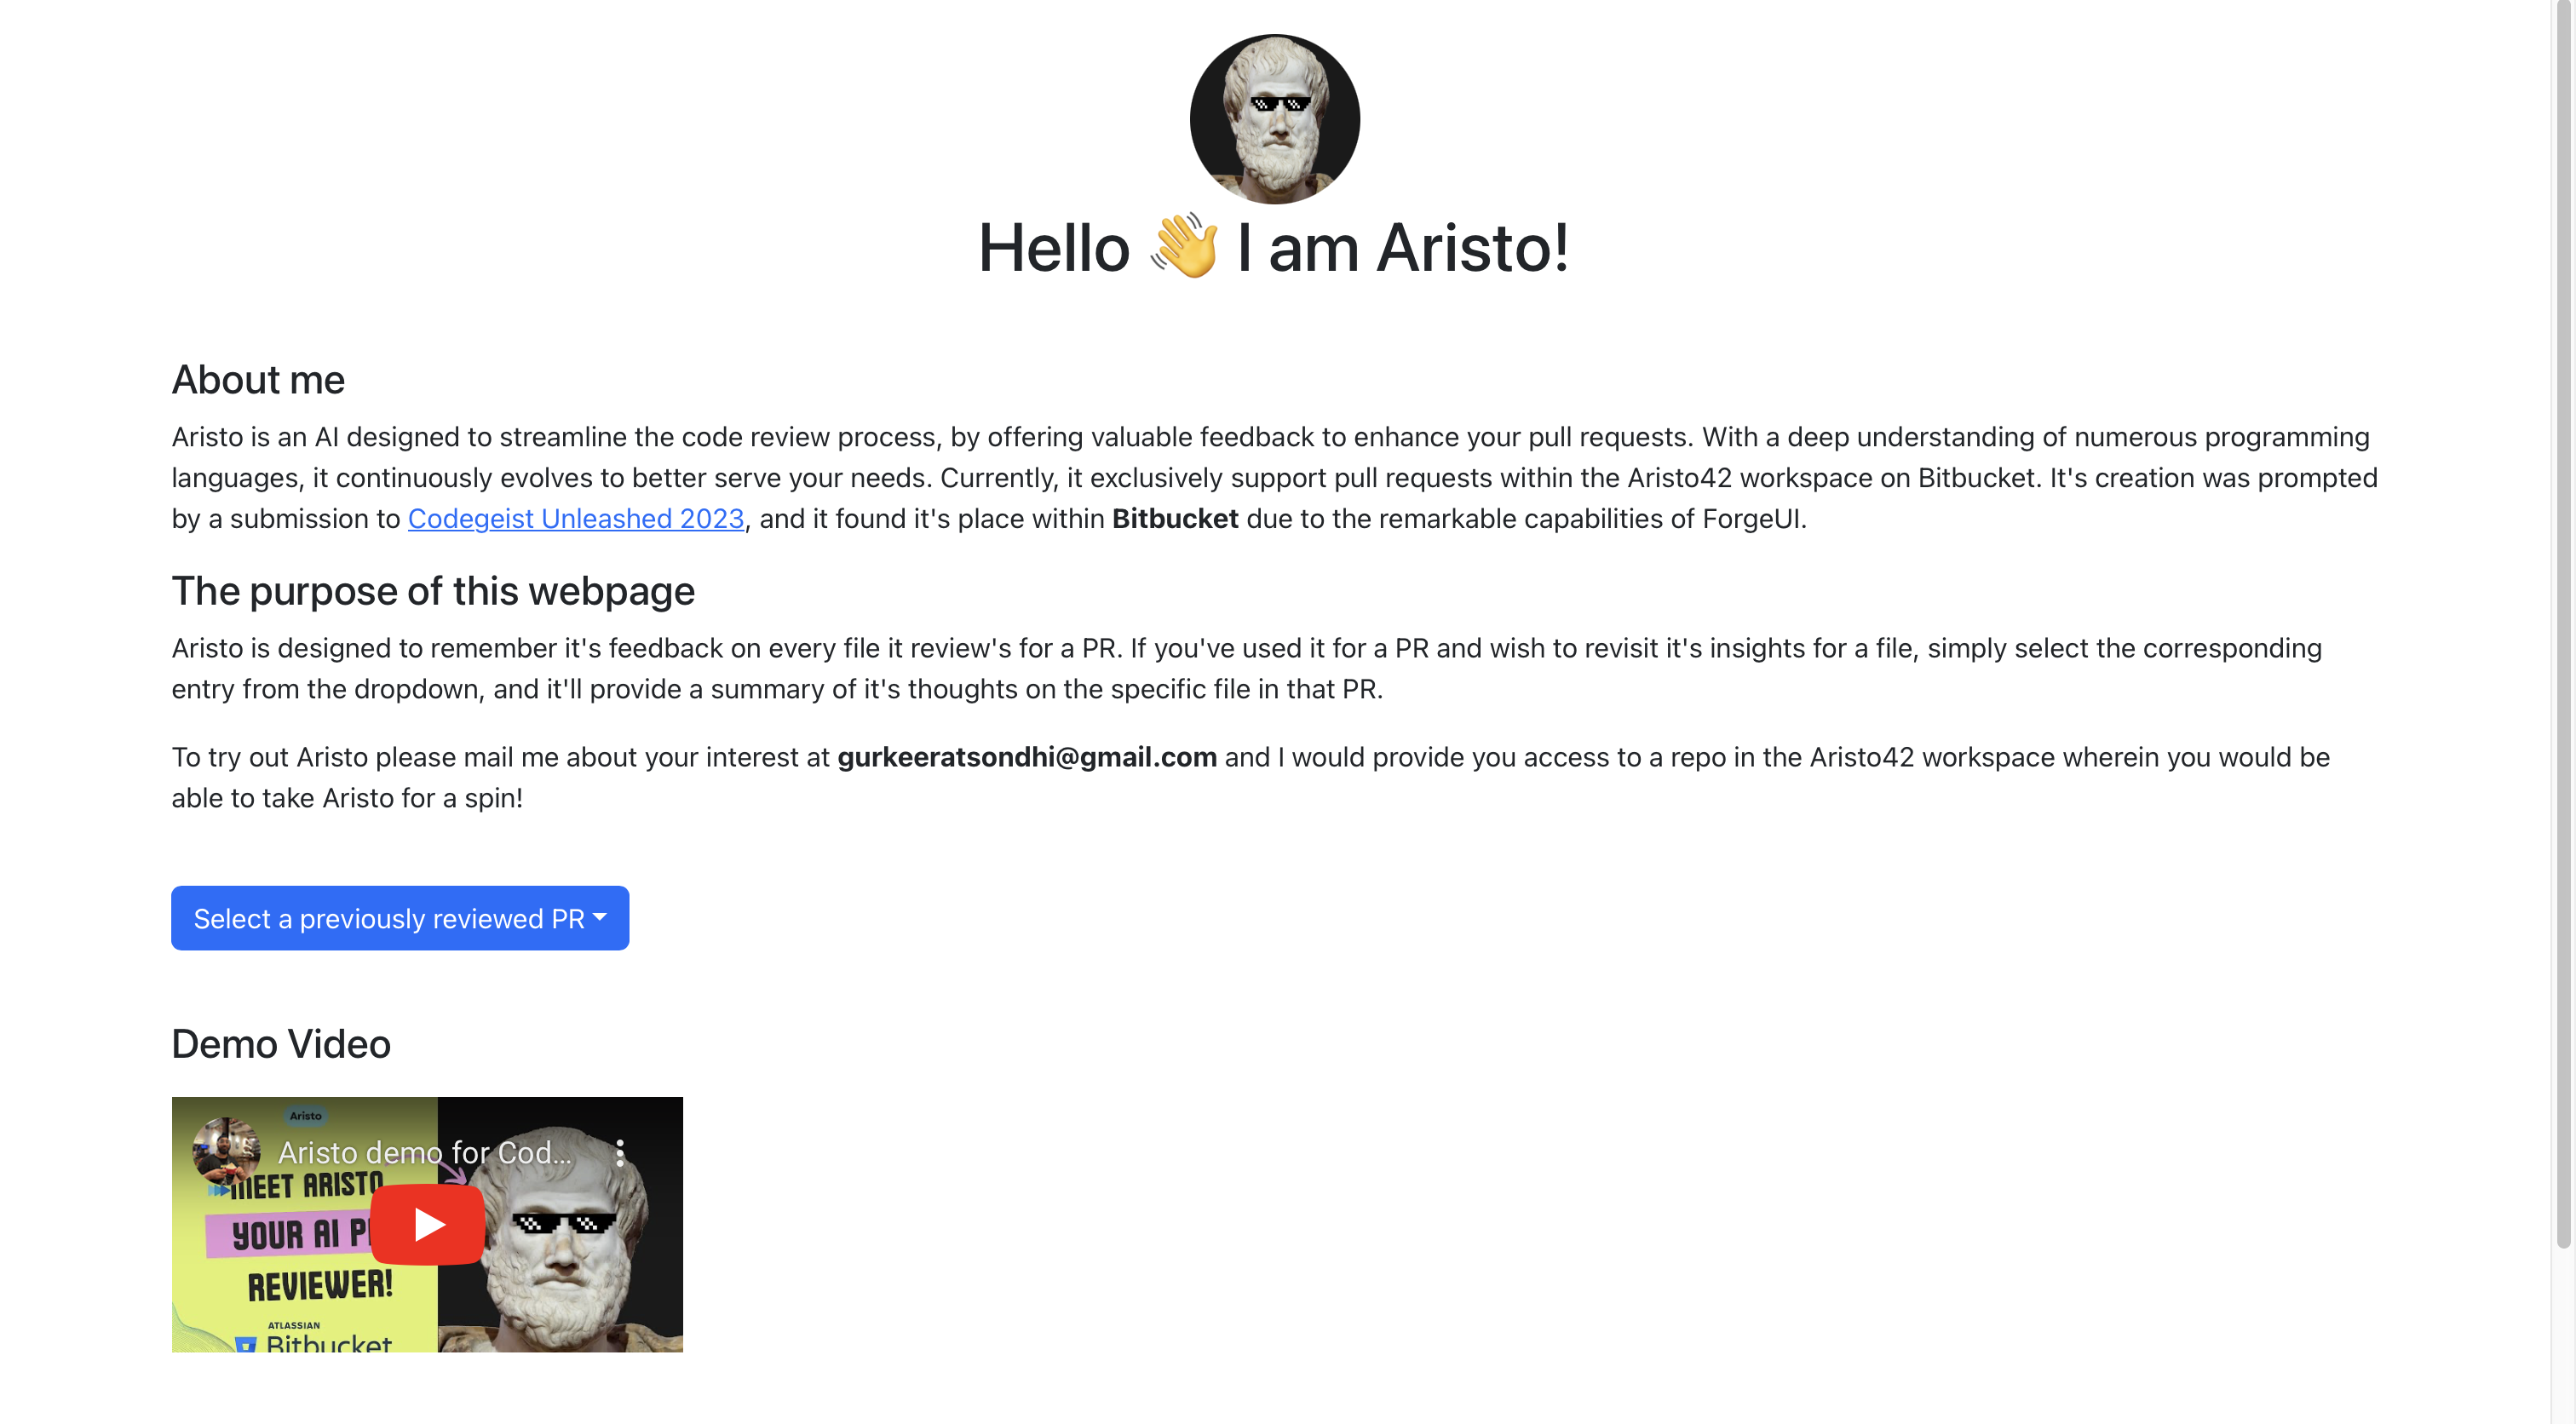 Hello 👋 I am Aristo!
About me
Aristo is an AI designed to streamline the code review process, by offering valuable feedback to enhance your pull requests. With a deep understanding of numerous programming
languages, it continuously evolves to better serve your needs. Currently, it exclusively support pull requests within the Aristo42 workspace on Bitbucket. It's creation was prompted
by a submission to Codegeist Unleashed 2023, and it found it's place within Bitbucket due to the remarkable capabilities of ForgeUI.
The purpose of this webpage
Aristo is designed to remember it's feedback on every file it review's for a PR. If you've used it for a PR and wish to revisit it's insights for a file, simply select the corresponding
entry from the dropdown, and it'll provide a summary of it's thoughts on the specific file in that PR.
To try out Aristo please mail me about your interest at gurkeeratsondhi@gmail.com and I would provide you access to a repo in the Aristo42 workspace wherein you would be
able to take Aristo for a spin!
Select a previously reviewed PR
Demo Video
Aristo
Aristo demo for Cod...
MEET ARISTO
YOUR AI
REVIEWER!
ATLASSIAN
Bitbucket